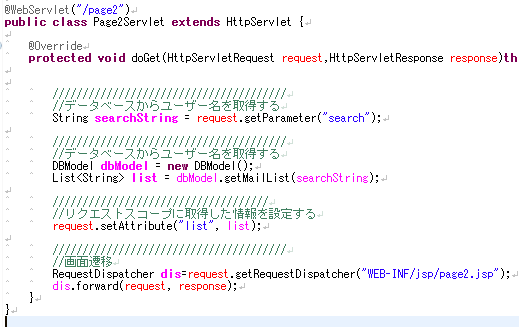 @WebServlet("/page2")
public class Page2Servlet extends HttpServlet {
@Override
protected void doGet(HttpServletRequest request,HttpServletResponse response)th
///////////////////////////////////////
//データベースからユーザー名を取得する
String searchString = request.getParameter("search");
///////////////////////////////////////
//データベースからユーザー名を取得する
DBModel dbModel = new DBModel();
List<String> list = dbModel.getMailList(searchString);
////////////////////////////////////
//リクエストスコープに取得した情報を設定する
request.setAttribute("list", list);
///////////////////////////////////////
//画面遷移
RequestDispatcher dis=request.getRequestDispatcher("WEB-INF/jsp/page2.jsp");
dis.forward(request, response);
}
}